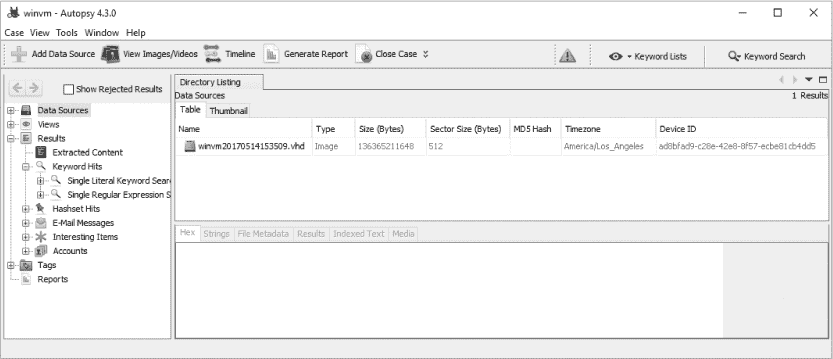 winvm - Autopsy 4.3.0
Case View Tools Window Help
Add Data Source View Images/Videos Timeline Generate Report Close Case Keyword Lists Keyword Search
Show Rejected Results
Data Sources
Views
Results
Extracted Content
Keyword Hits
Single Literal Keyword Sear
Single Regular Expression S
Hashset Hits
E-Mail Messages
Interesting Items
Accounts
Tags
Reports
Directory Listing
Data Sources 1 Results
Table Thumbnail
Name Type Size (Bytes) Sector Size (Bytes) MD5 Hash Timezone Device ID
winvm20170514153509.vhd Image 136365211648 512 America/Los_Angeles ad8bfad9-c28e-42e8-8f57-ecbe81cb4dd5
Hex Strings File Metadata Results Indexed Text Media